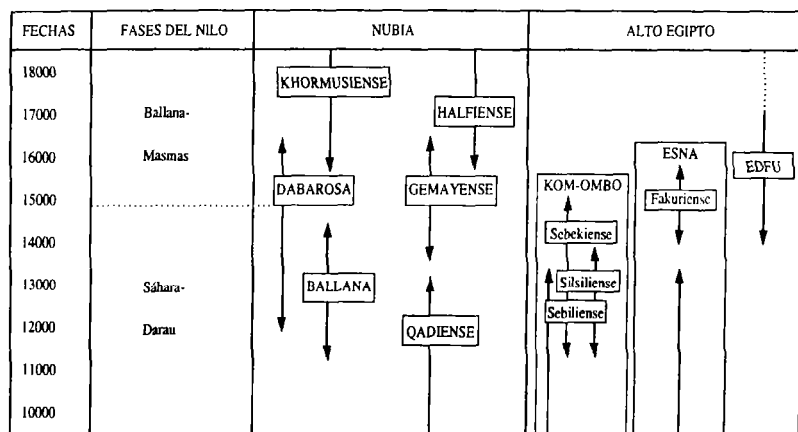 FECHAS FASES DEL NILO NUBIA ALTO EGIPTO
18000
KHORMUSIENSE
17000 Ballana- HALFIENSE
16000 Masmas ESNA EDFU
DABAROSA GEMAYENSE KOM-OMBO Fakuriense
15000
Sebekiense
14000
13000 Sáhara- BALLANA Silsiliense
Sebiliense
12000 Darau QADIENSE
11000
10000